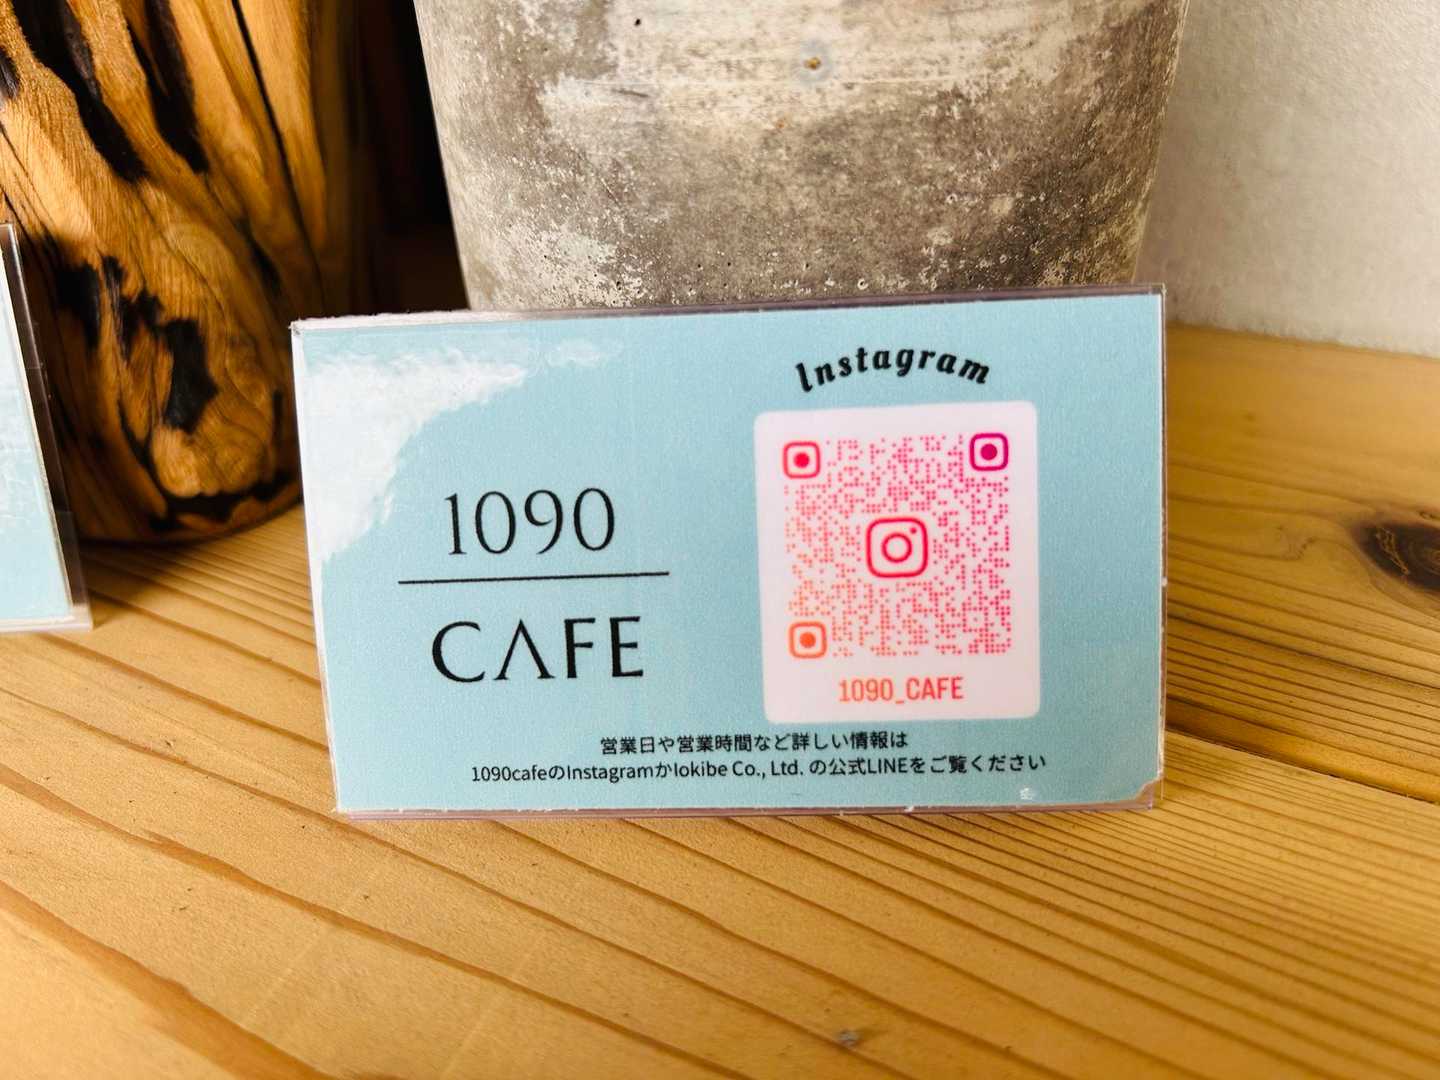 1090
CAFE
Instagram
1090_CAFE
営業日や営業時間など詳しい情報は
1090cafeのInstagramかIokibe Co., Ltd. の公式LINEをご覧ください